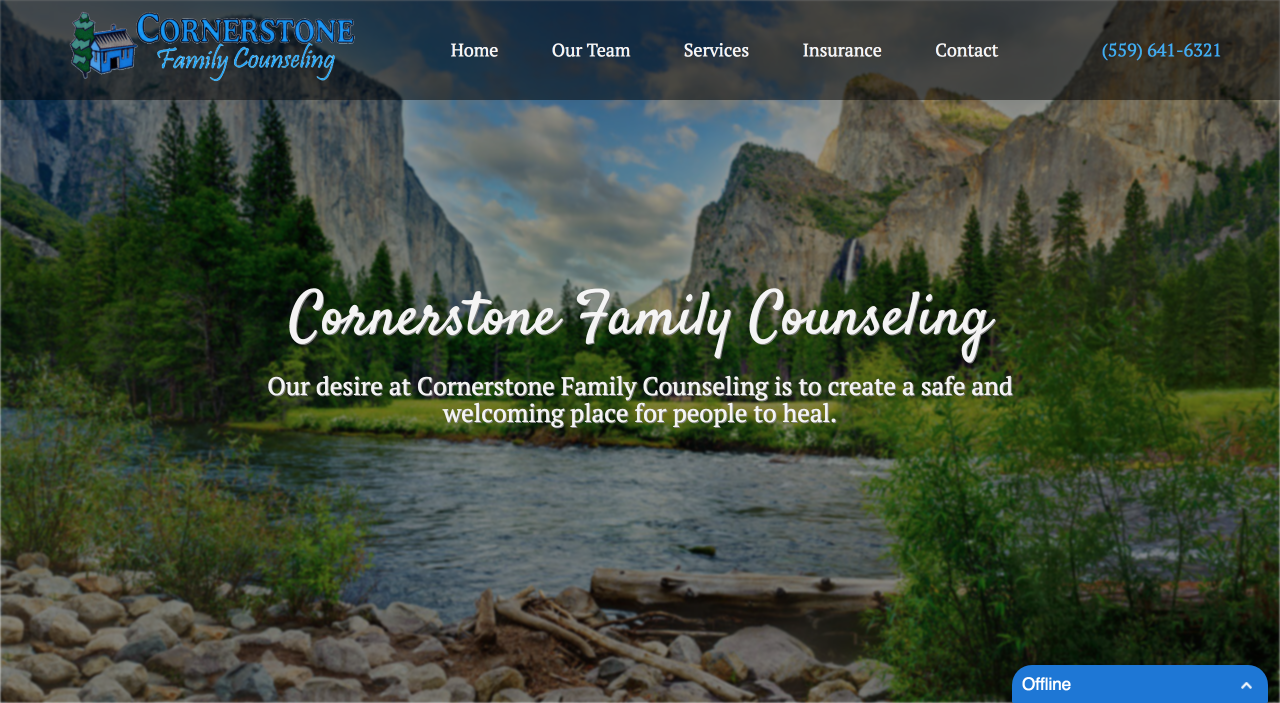 CORNERSTONE
Family Counseling
Home
Our Team
Services
Insurance
Contact
(559) 641-6321
Cornerstone Family Counseling
Our desire at Cornerstone Family Counseling is to create a safe and
welcoming place for people to heal.
Offline